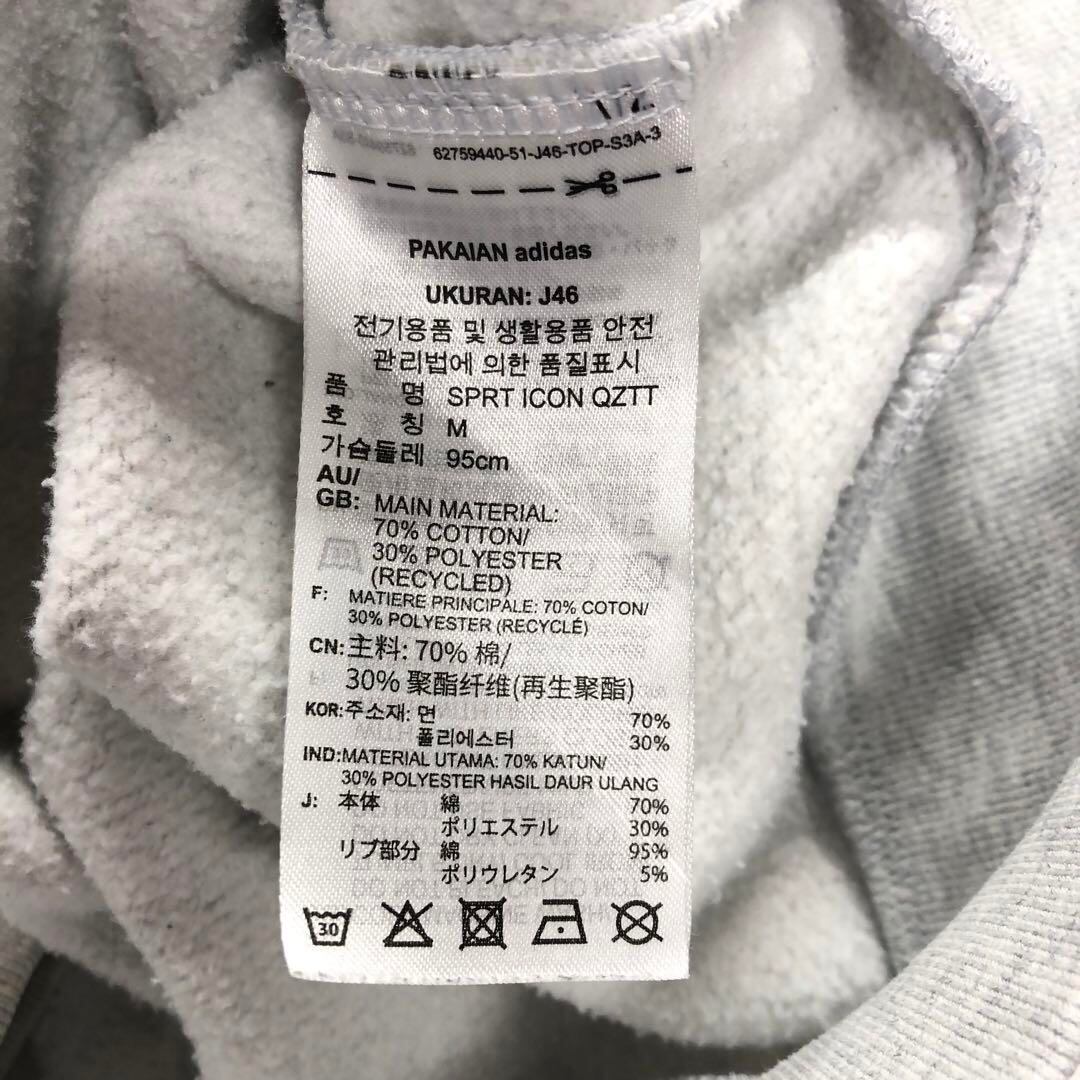 62759440-51-J46-TOP-S3A-3
PAKAIAN adidas
UKURAN: J46
전기용품 및 생활용품 안전
관리법에 의한 품질표시
품 명 SPRT ICON QZTT
호 칭 M
가슴둘레 95cm
AU/
GB: MAIN MATERIAL:
70% COTTON/
30% POLYESTER
(RECYCLED)
F: MATIERE PRINCIPALE: 70% COTON/
30% POLYESTER (RECYCLÉ)
CN: 主料: 70% 棉/
30% 聚酯纤维(再生聚酯)
KOR: 주소재: 면 70%
폴리에스터 30%
IND: MATERIAL UTAMA: 70% KATUN/
30% POLYESTER HASIL DAUR ULANG
J: 本体 綿 70%
ポリエステル 30%
リブ部分 綿 95%
ポリウレタン 5%
30